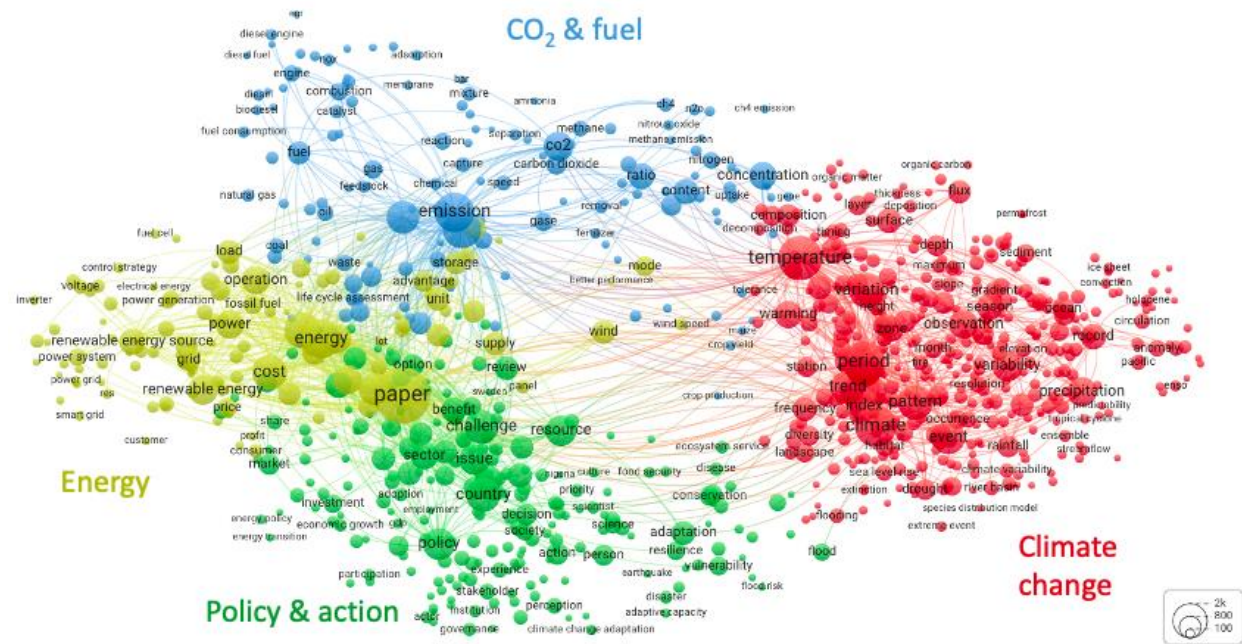 CO₂ & fuel
egr
diesel engine
diesel fuel
nox
adsorption
engine
bar
membrane
combustion
mixture
diesel
biodiesel
catalyst
ammonia
ch4
n2o
ch4 emission
fuel consumption
reaction
separation
methane
nitrous oxide
methane emission
fuel
co2
capture
carbon dioxide
nitrogen
gas
feedstock
chemical
speed
ratio
concentration
content
natural gas
uptake
gene
oil
emission
removal
gase
fertilizer
decomposition
organic carbon
organic matter
thickness
flux
deposition
layer
composition
surface
timing
permafrost
fuel cell
coal
load
waste
storage
mode
better performance
temperature
depth
sediment
maximum
control strategy
operation
advantage
electrical energy
voltage
life cycle assessment
unit
tolerance
variation
slope
gradient
ice sheet
convection
inverter
power generation
fossil fuel
height
season
ocean
holocene
power
energy
wind
wind speed
maize
warming
zone
observation
circulation
renewable energy source
lot
supply
crop yield
record
power system
grid
month
elevation
anomaly
cost
option
review
station
period
fire
variability
pacific
power grid
res
renewable energy
sweden
panel
trend
resolution
precipitation
enso
smart grid
price
paper
benefit
crop production
frequency
index
pattern
predictability
share
challenge
resource
climate
occurrence
tropical cyclone
customer
profit
consumer
market
sector
issue
diversity
landscape
habitat
event
rainfall
ensemble
streamflow
ecosystem service
nigeria
culture
food security
disease
sea level rise
climate variability
Energy
investment
adaption
country
priority
conservation
extinction
drought
river basin
employment
scientist
species distribution model
energy policy
economic growth
gdp
decision
science
flooding
extreme event
energy transition
society
adaptation
policy
action
person
resilience
flood
Climate
change
participation
experience
earthquake
vulnerability
flood risk
stakeholder
disaster
Policy & action
actor
institution
perception
adaptive capacity
governance
climate change adaptation
2k
800
100